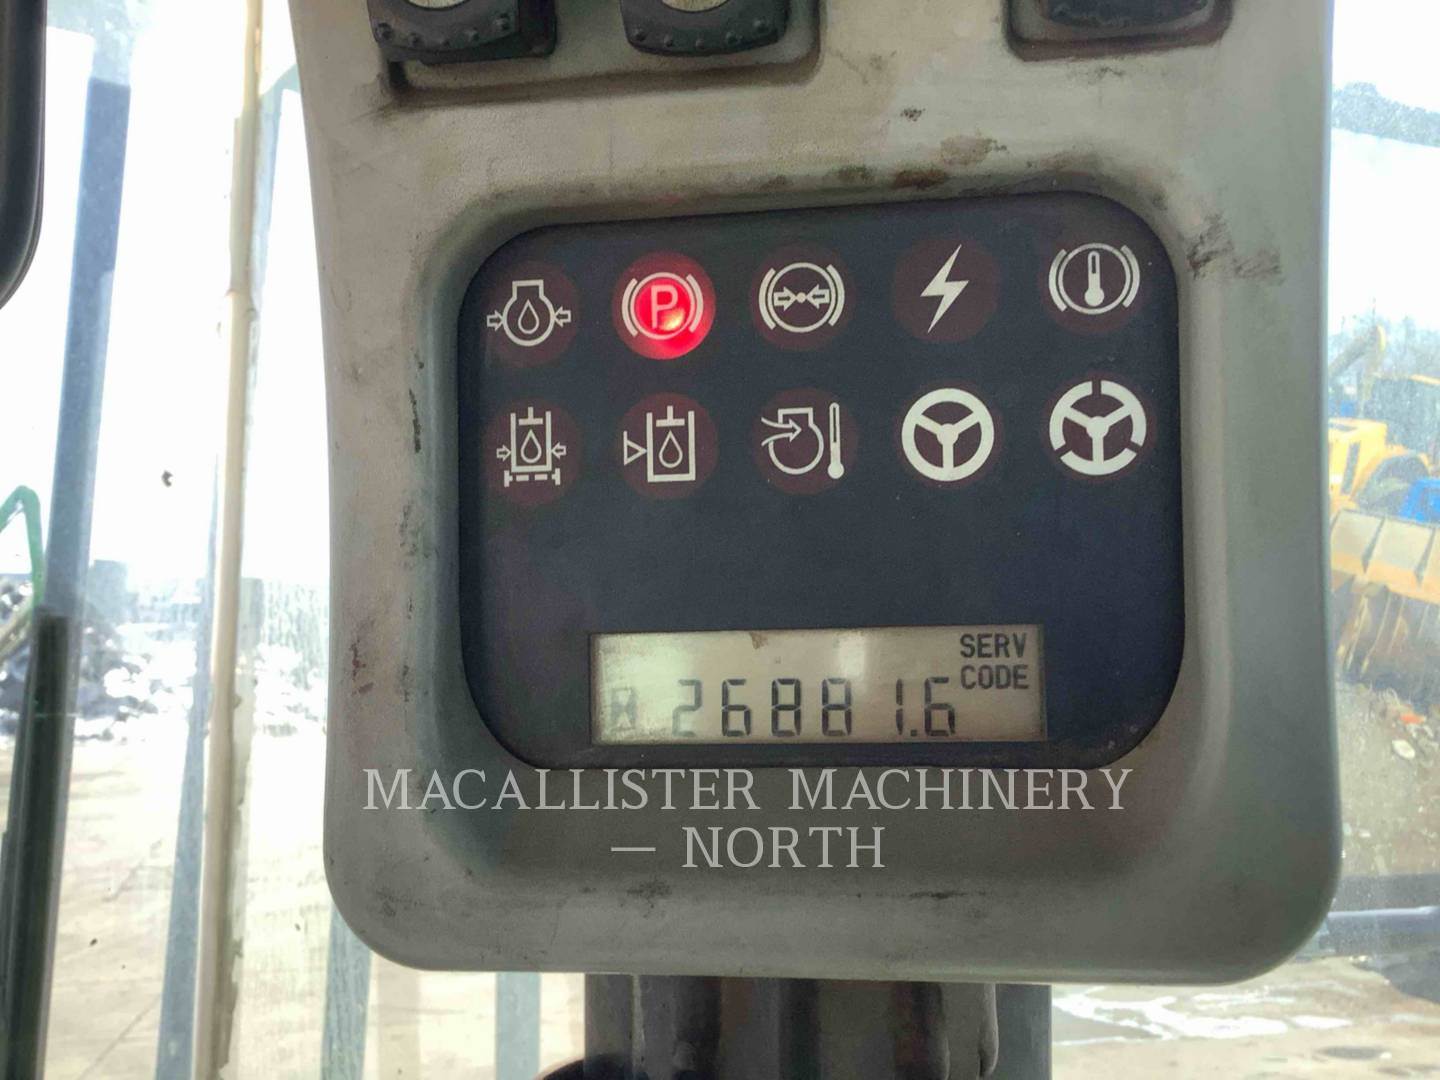 P
SERV
CODE
26881.6
MACALLISTER MACHINERY
— NORTH